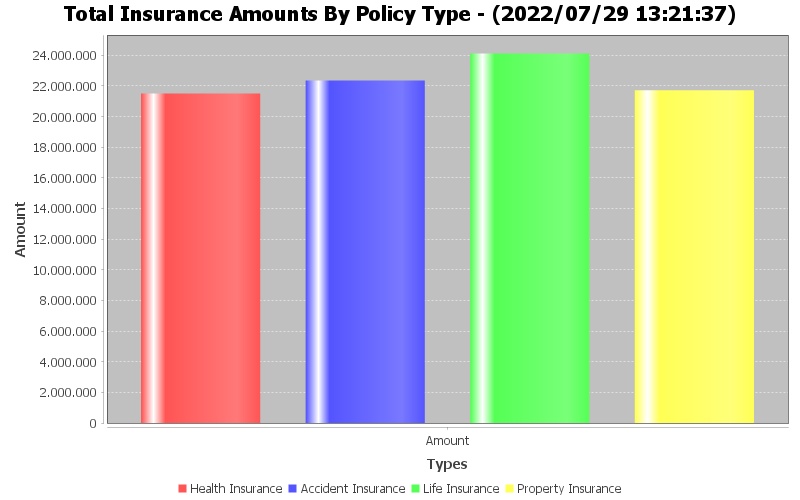 Total Insurance Amounts By Policy Type - (2022/07/29 13:21:37)
24.000.000
22.000.000
20.000.000
18.000.000
16.000.000
14.000.000
12.000.000
10.000.000
8.000.000
6.000.000
4.000.000
2.000.000
0
Amount
Amount
Types
Health Insurance Accident Insurance Life Insurance Property Insurance